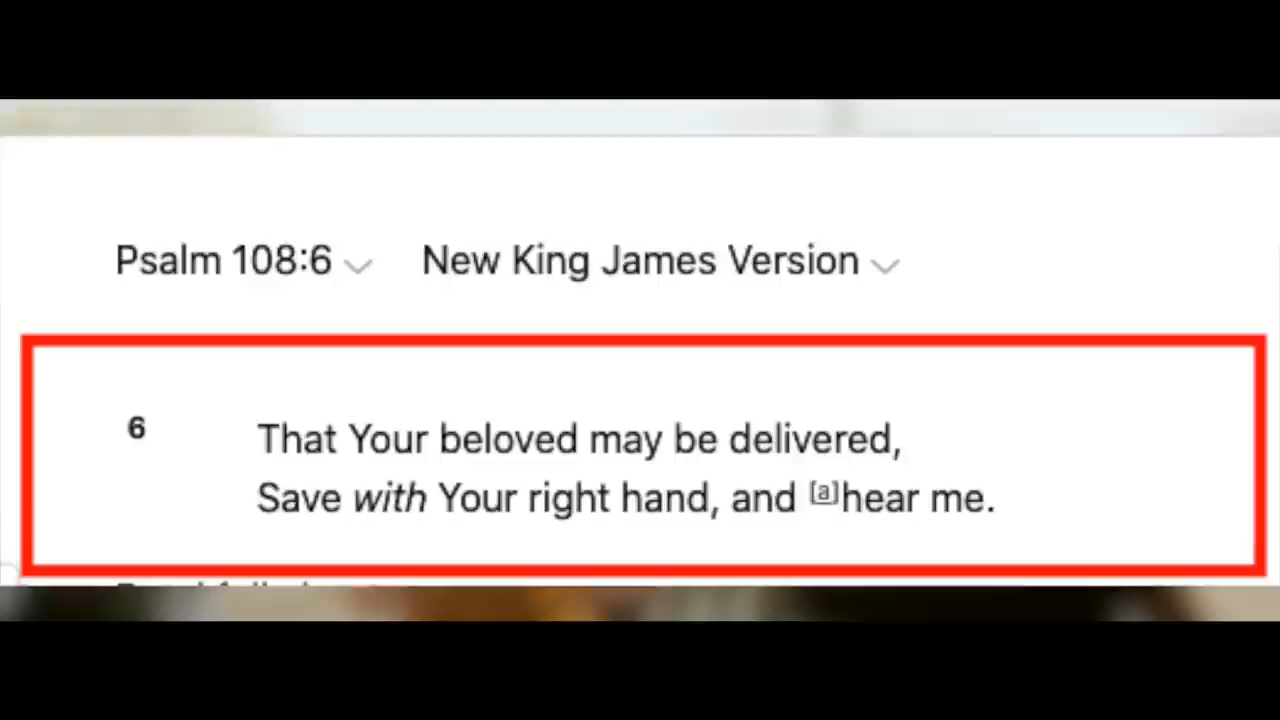 Psalm 108:6 New King James Version
6 That Your beloved may be delivered,
Save with Your right hand, and [a]hear me.